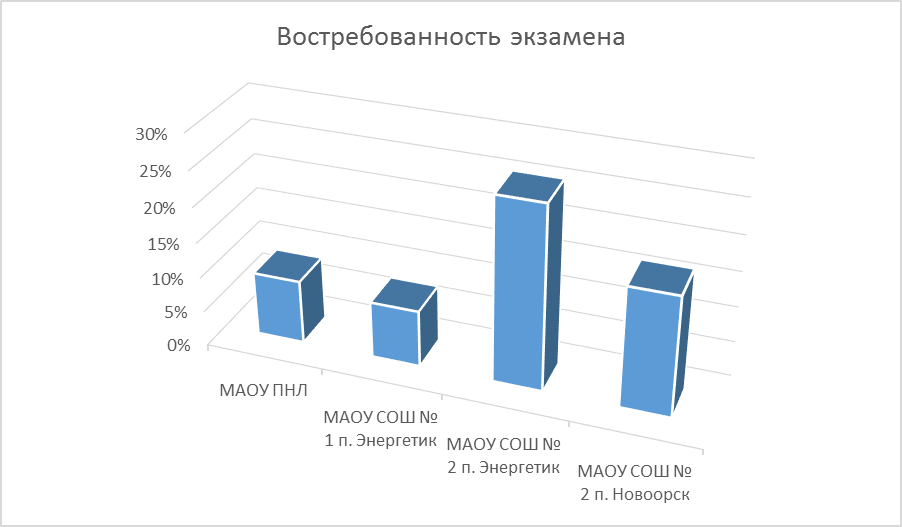 Востребованность экзамена
30%
25%
20%
15%
10%
5%
0%
МАОУ ПНЛ
МАОУ СОШ №
1 п. Энергетик
МАОУ СОШ №
2 п. Энергетик
МАОУ СОШ №
2 п. Новоорск